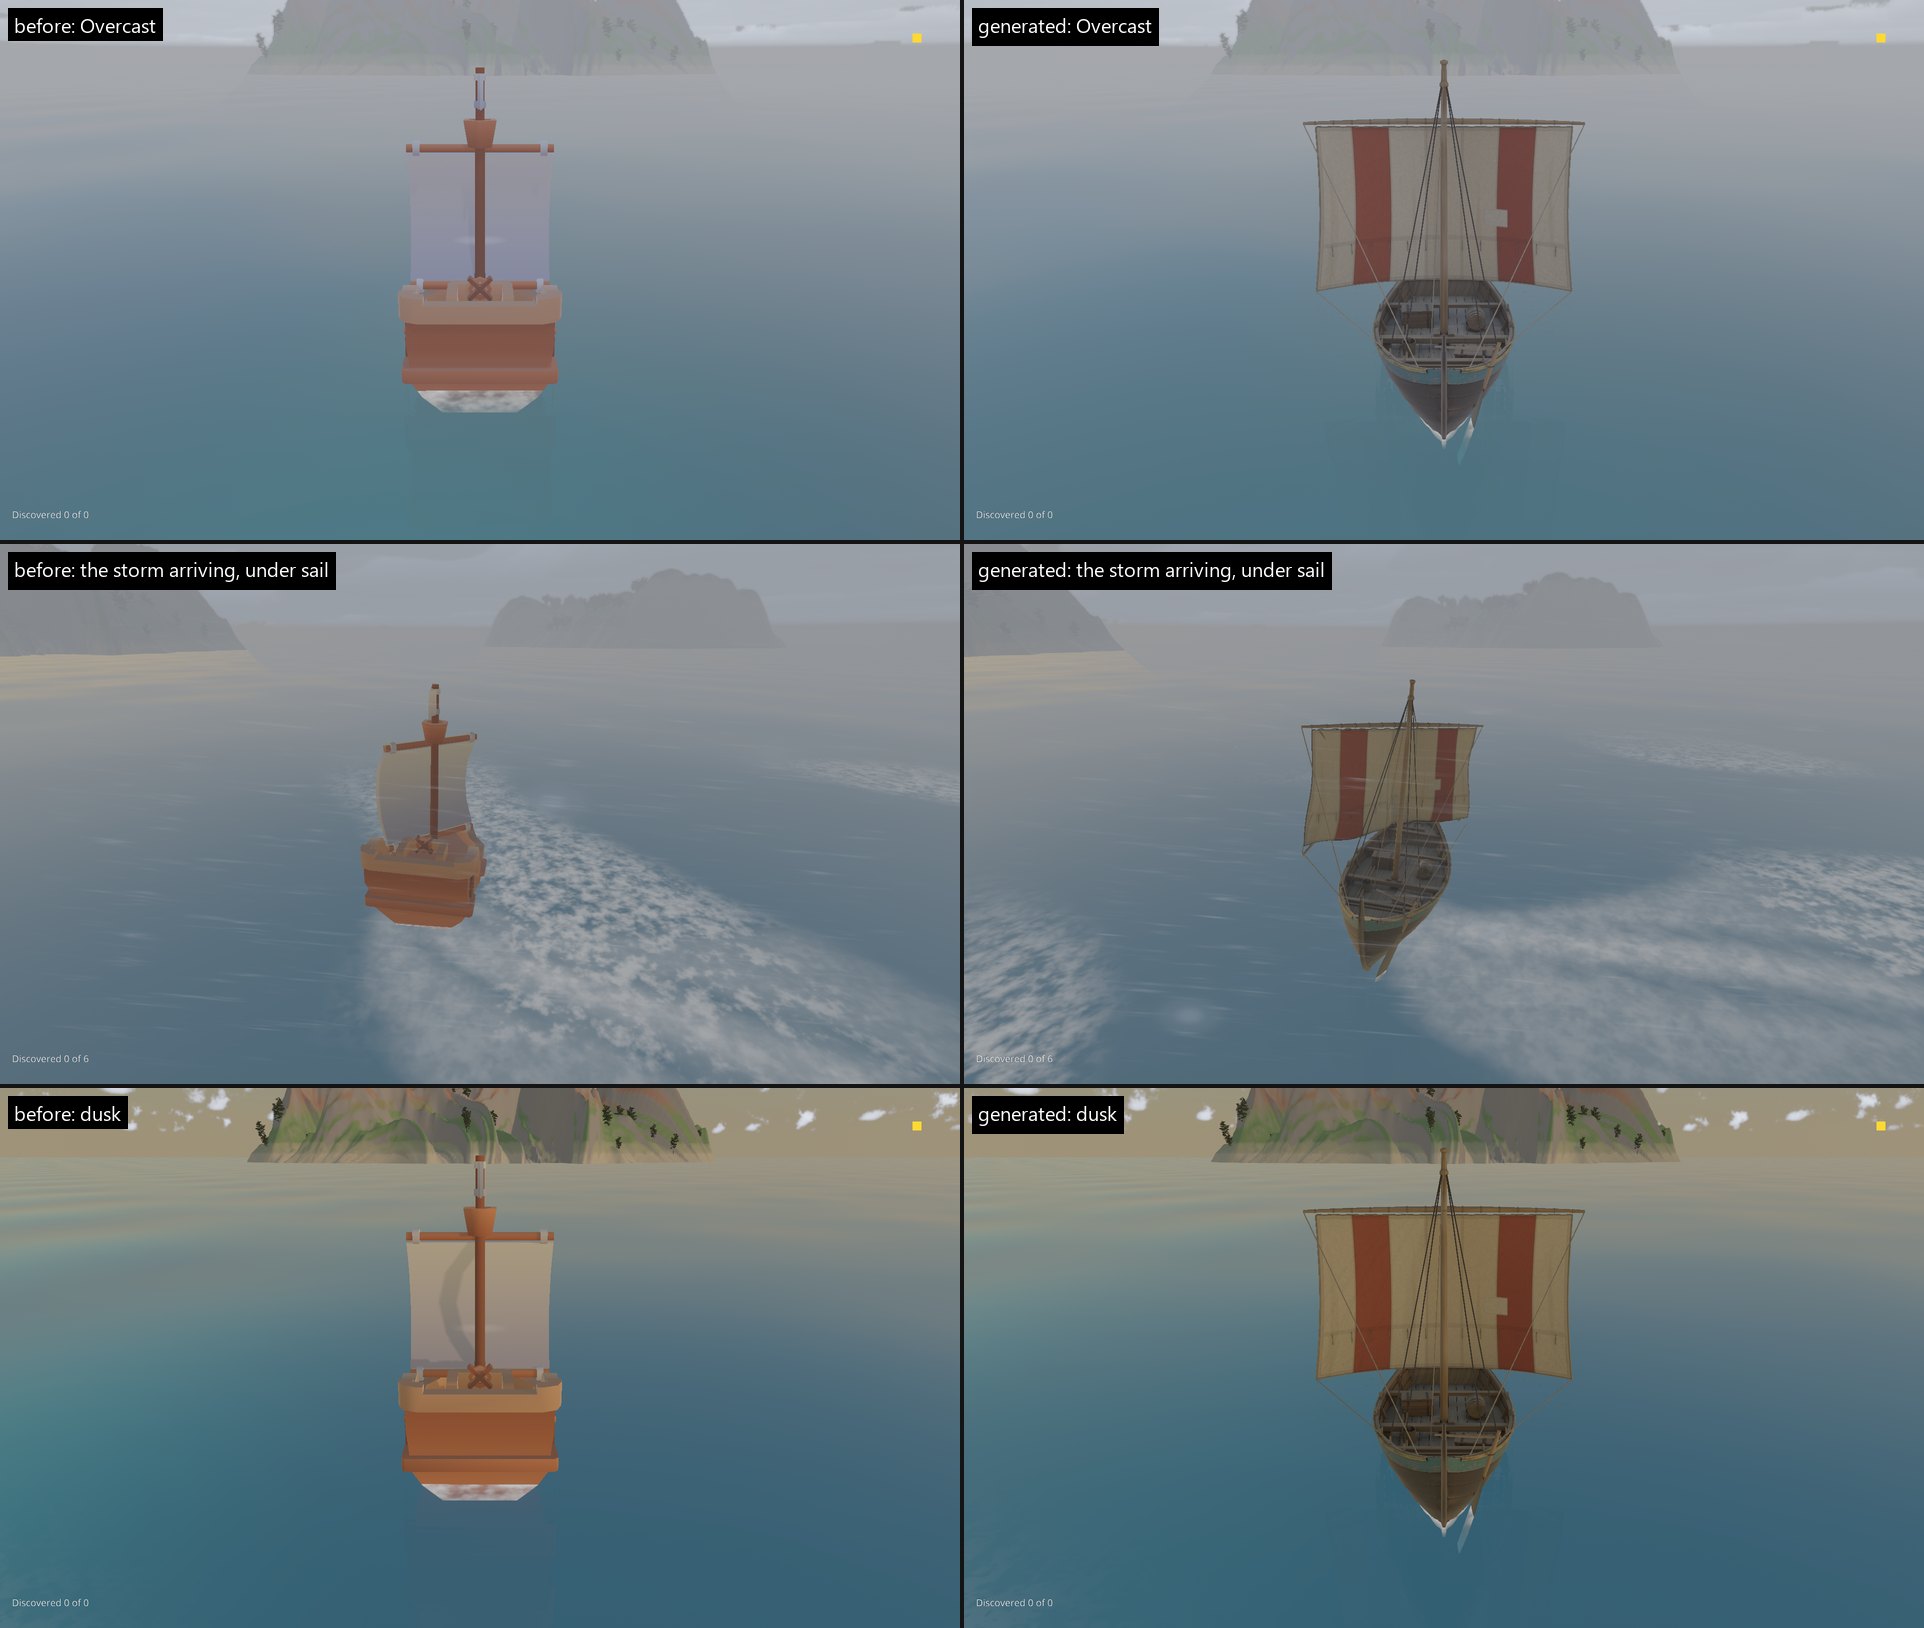 before: Overcast
generated: Overcast
Discovered 0 of 0
Discovered 0 of 0
before: the storm arriving, under sail
generated: the storm arriving, under sail
Discovered 0 of 6
Discovered 0 of 6
before: dusk
generated: dusk
Discovered 0 of 0
Discovered 0 of 0